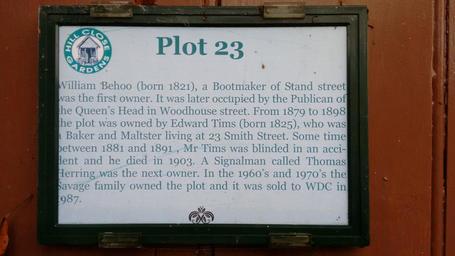 HILL CLOSE GARDENS
Plot 23
William Behoo (born 1821), a Bootmaker of Stand street
was the first owner. It was later occupied by the Publican of
the Queen's Head in Woodhouse street. From 1879 to 1898
the plot was owned by Edward Tims (born 1825), who was
a Baker and Maltster living at 23 Smith Street. Some time
between 1881 and 1891 , Mr Tims was blinded in an acci-
dent and he died in 1903. A Signalman called Thomas
Herring was the next owner. In the 1960's and 1970's the
Savage family owned the plot and it was sold to WDC in
1987.